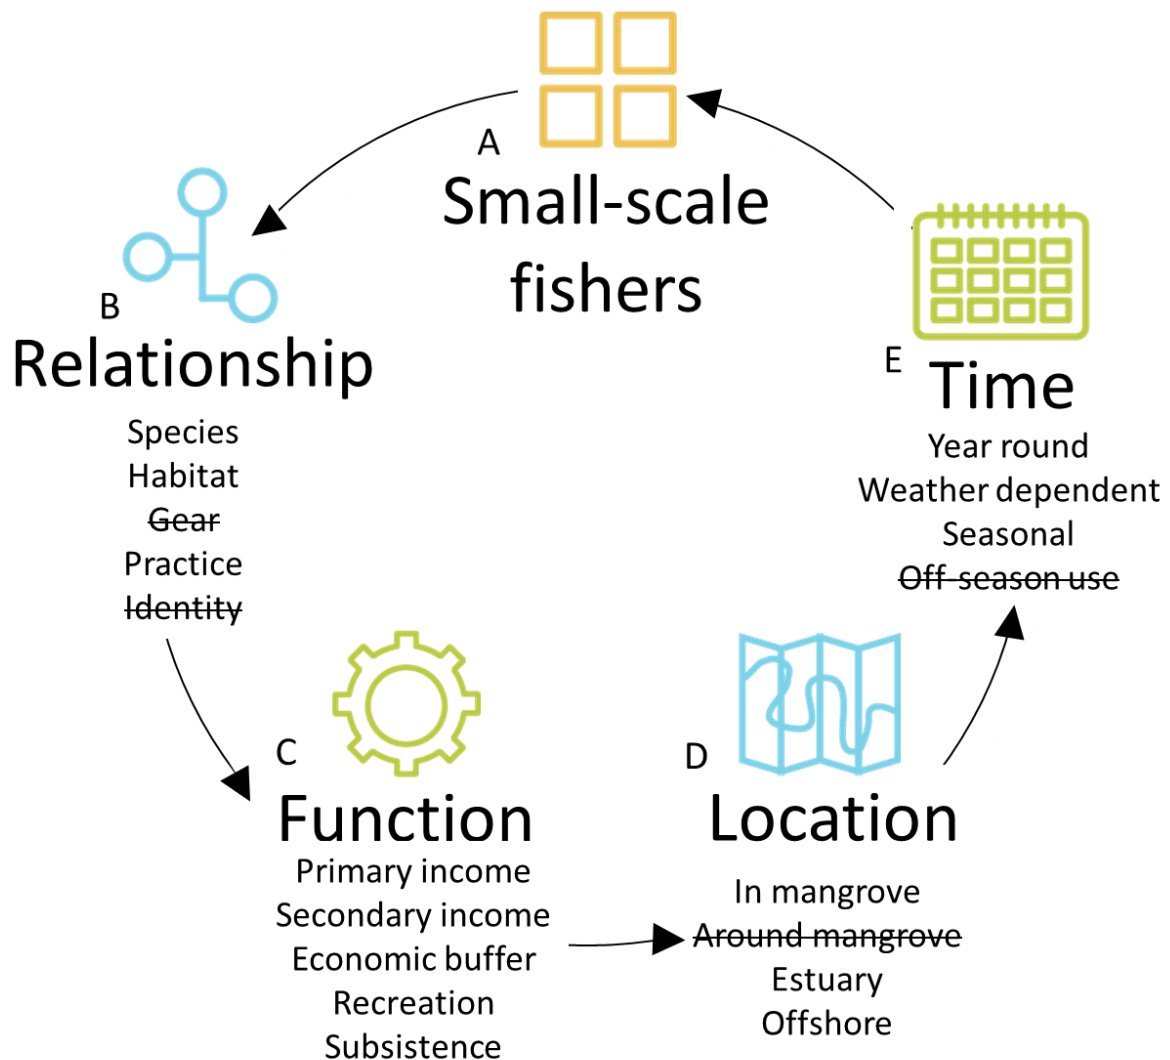 A
Small-scale
fishers
B
Relationship
Species
Habitat
Gear
Practice
Identity
C
Function
Primary income
Secondary income
Economic buffer
Recreation
Subsistence
D
Location
In mangrove
Around mangrove
Estuary
Offshore
E
Time
Year round
Weather dependent
Seasonal
Off-season use